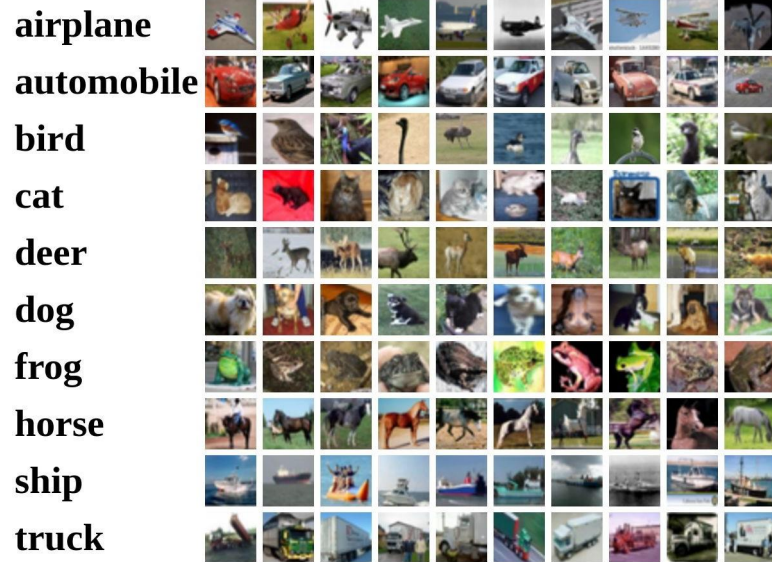 airplane
automobile
bird
cat
deer
dog
frog
horse
ship
truck